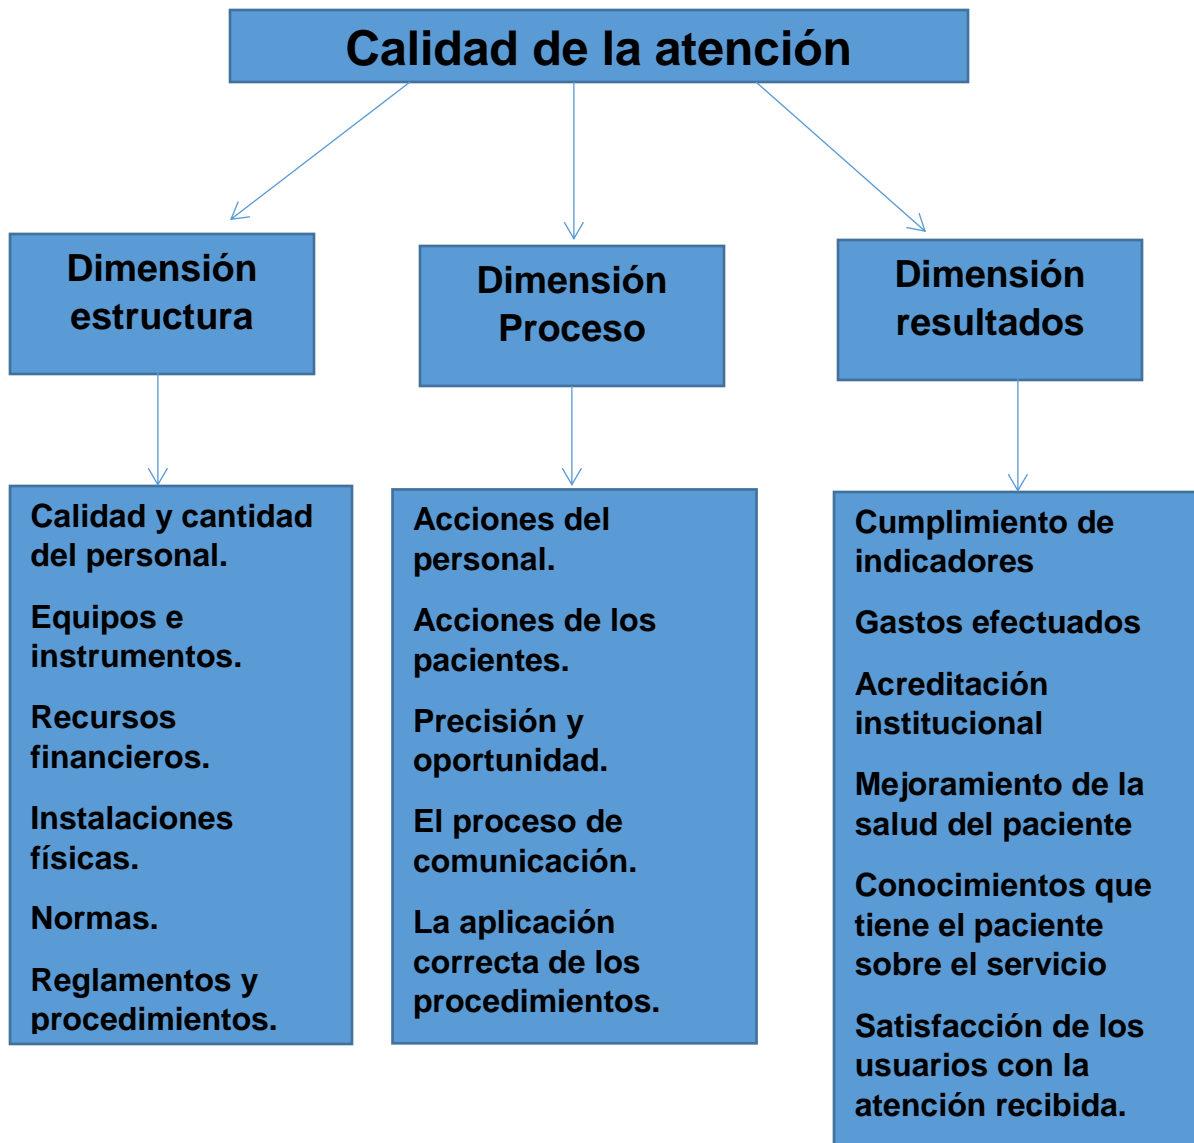 Calidad de la atención
Dimensión
estructura
Dimensión
Proceso
Dimensión
resultados
Calidad y cantidad
del personal.
Equipos e
instrumentos.
Recursos
financieros.
Instalaciones
físicas.
Normas.
Reglamentos y
procedimientos.
Acciones del
personal.
Acciones de los
pacientes.
Precisión y
oportunidad.
El proceso de
comunicación.
La aplicación
correcta de los
procedimientos.
Cumplimiento de
indicadores
Gastos efectuados
Acreditación
institucional
Mejoramiento de la
salud del paciente
Conocimientos que
tiene el paciente
sobre el servicio
Satisfacción de los
usuarios con la
atención recibida.